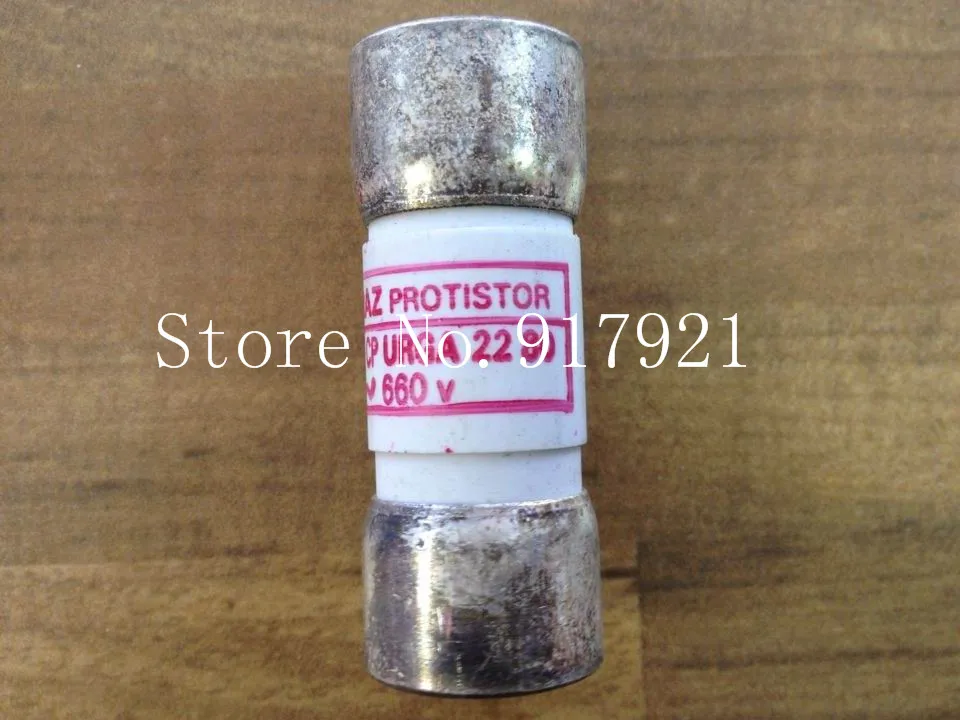 AZ PROTISTOR
Store No. 917921
CP URGA 22
~ 660 v